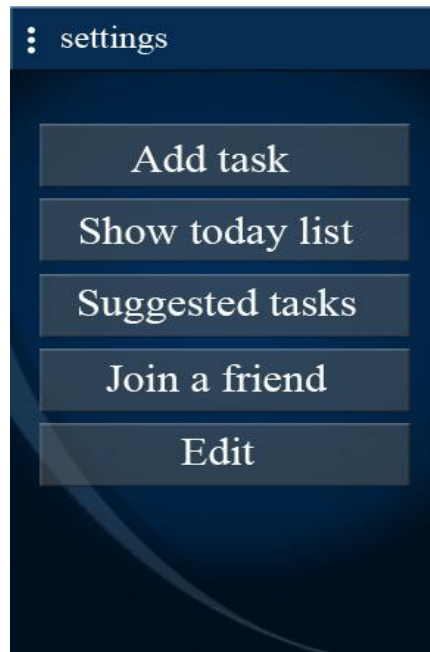 settings
Add task
Show today list
Suggested tasks
Join a friend
Edit